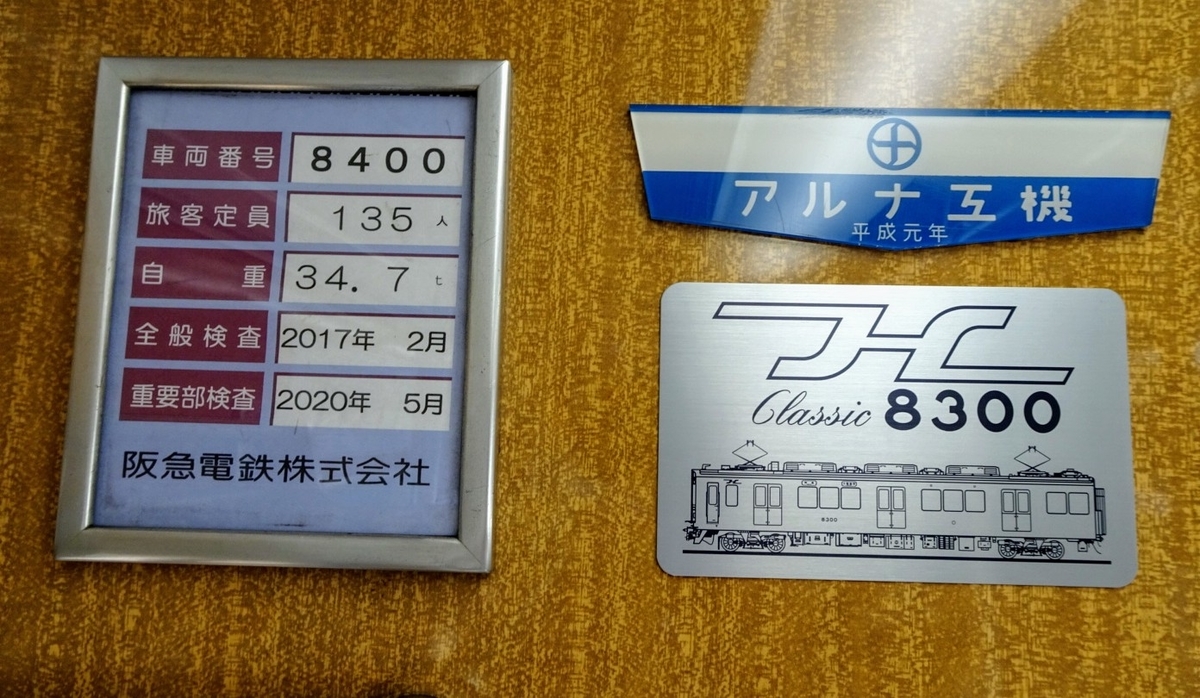 車両番号 8400
旅客定員 135人
自重 34.7 t
全般検査 2017年 2月
重要部検査 2020年 5月
阪急電鉄株式会社
アルナ工機
平成元年
H
Classic 8300
8300